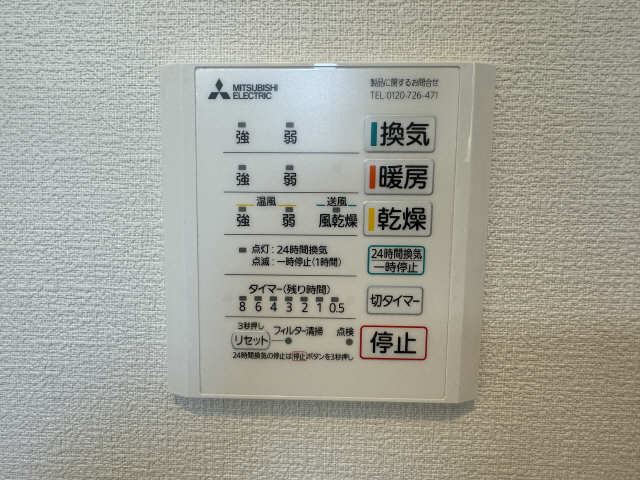 MITSUBISHI
ELECTRIC
製品に関するお問合せ
TEL 0120-726-471
強 弱 換気
強 弱 暖房
温風 送風
強 弱 風乾燥 乾燥
点灯:24時間換気
点滅:一時停止(1時間)
24時間換気
一時停止
タイマー(残り時間)
8 6 4 3 2 1 0.5
切タイマー
3秒押し
リセット フィルター清掃 点検
停止
24時間換気の停止は停止ボタンを3秒押し